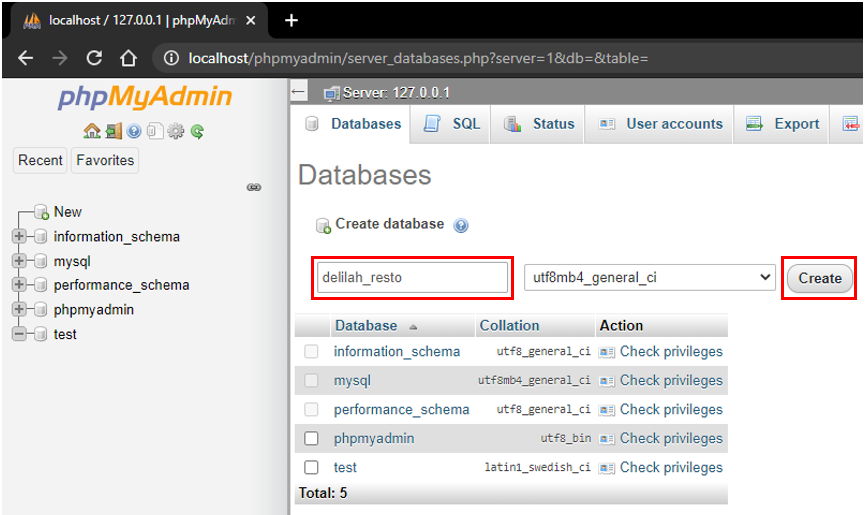 localhost / 127.0.0.1 | phpMyAdm
localhost/phpmyadmin/server_databases.php?server=1&db=&table=
phpMyAdmin
Recent Favorites
New
information_schema
mysql
performance_schema
phpmyadmin
test
Server: 127.0.0.1
Databases SQL Status User accounts Export
Databases
Create database
delilah_resto utf8mb4_general_ci Create
Database Collation Action
information_schema utf8_general_ci Check privileges
mysql utf8mb4_general_ci Check privileges
performance_schema utf8_general_ci Check privileges
phpmyadmin utf8_bin Check privileges
test latin1_swedish_ci Check privileges
Total: 5